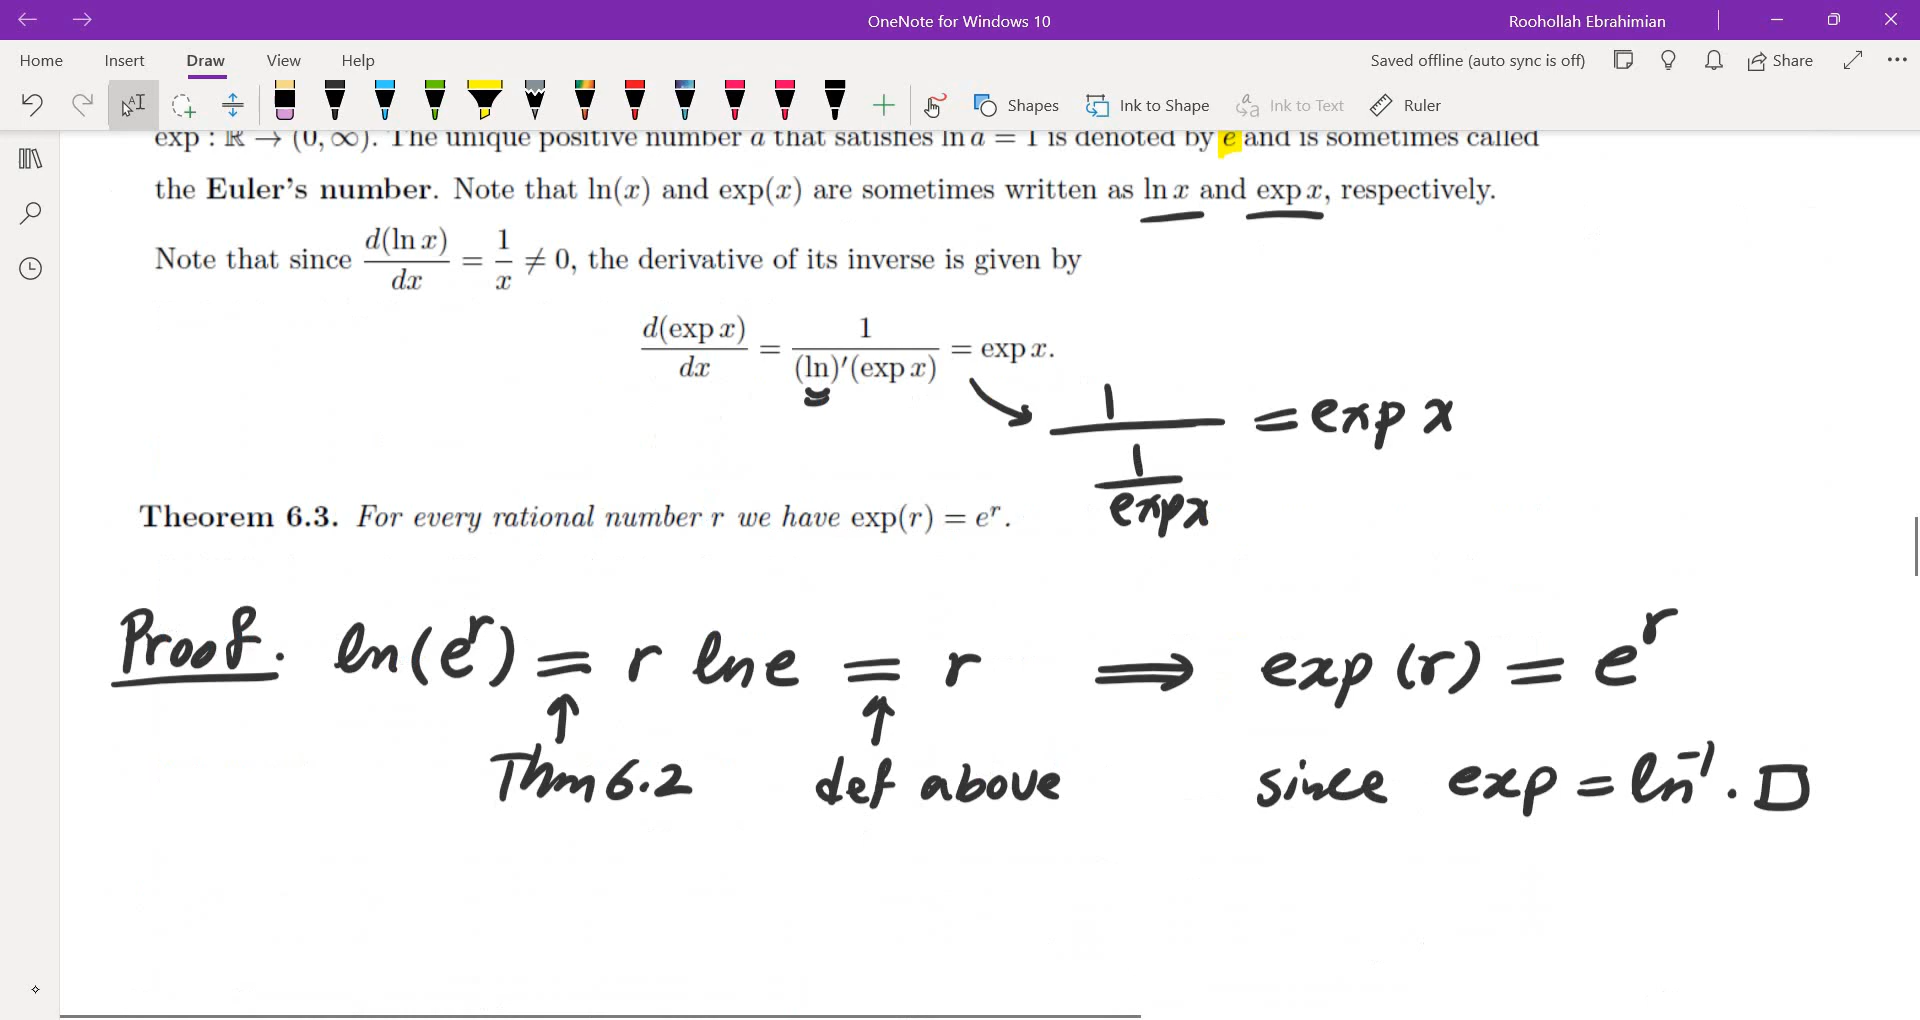 OneNote for Windows 10
Roohollah Ebrahimian
Home Insert Draw View Help
Saved offline (auto sync is off) Share
Shapes Ink to Shape Ink to Text Ruler
exp : ℝ → (0, ∞). The unique positive number a that satisfies ln a = 1 is denoted by e and is sometimes called
the Euler's number. Note that ln(x) and exp(x) are sometimes written as ln x and exp x, respectively.
Note that since d(ln x)/dx = 1/x ≠ 0, the derivative of its inverse is given by
d(exp x)/dx = 1/((ln)′(exp x)) = exp x.
1/(1/exp x) = exp x
Theorem 6.3. For every rational number r we have exp(r) = e^r.
Proof. ln(e^r) = r ln e = r ⟹ exp(r) = e^r
↑ ↑
Thm 6.2 def above since exp = ln^-1. □